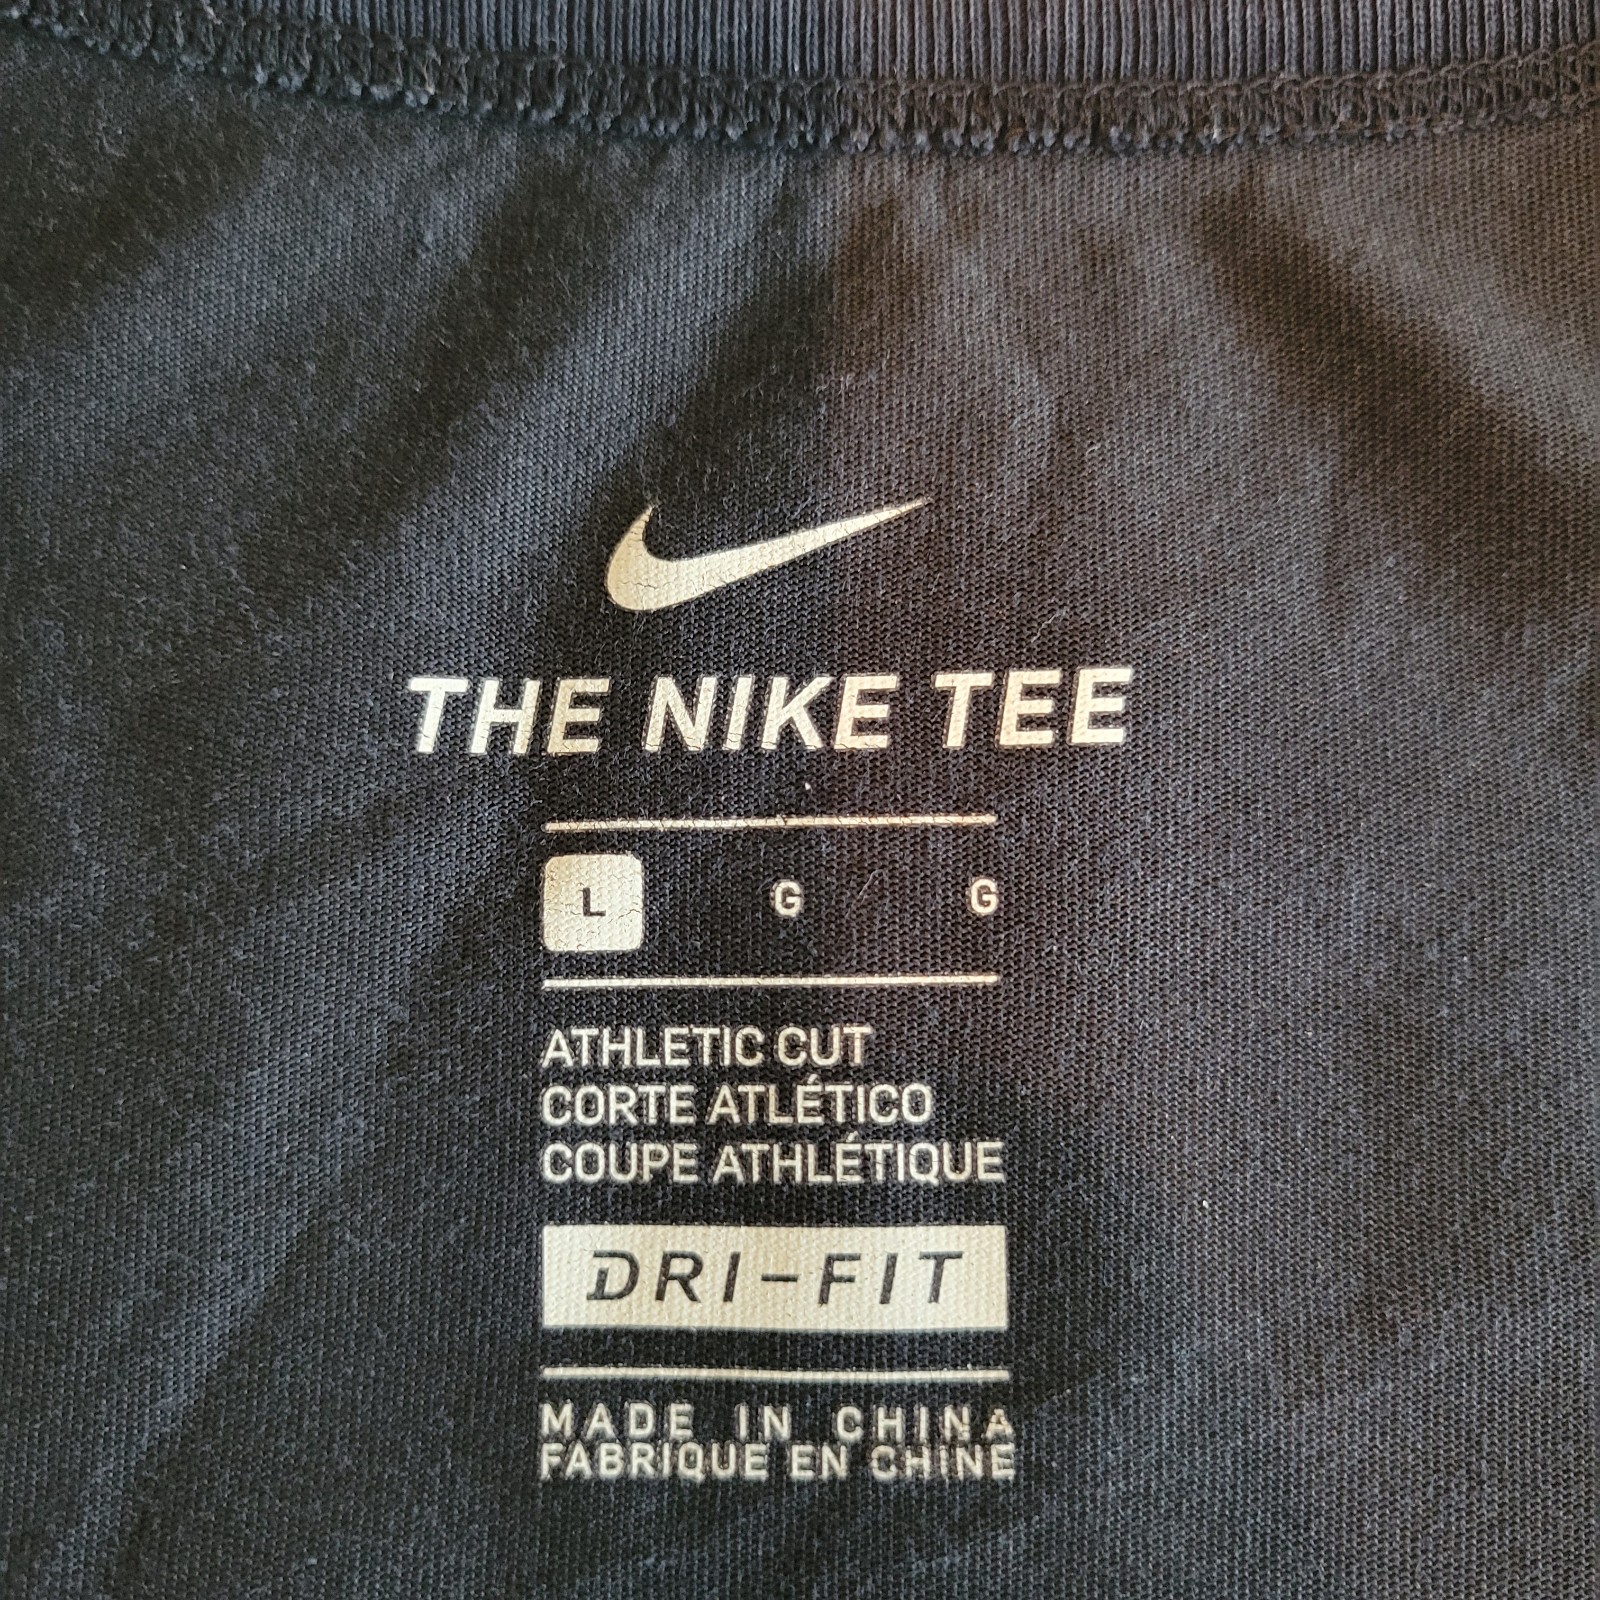 THE NIKE TEE
L G G
ATHLETIC CUT
CORTE ATLÉTICO
COUPE ATHLÉTIQUE
DRI-FIT
MADE IN CHINA
FABRIQUE EN CHINE